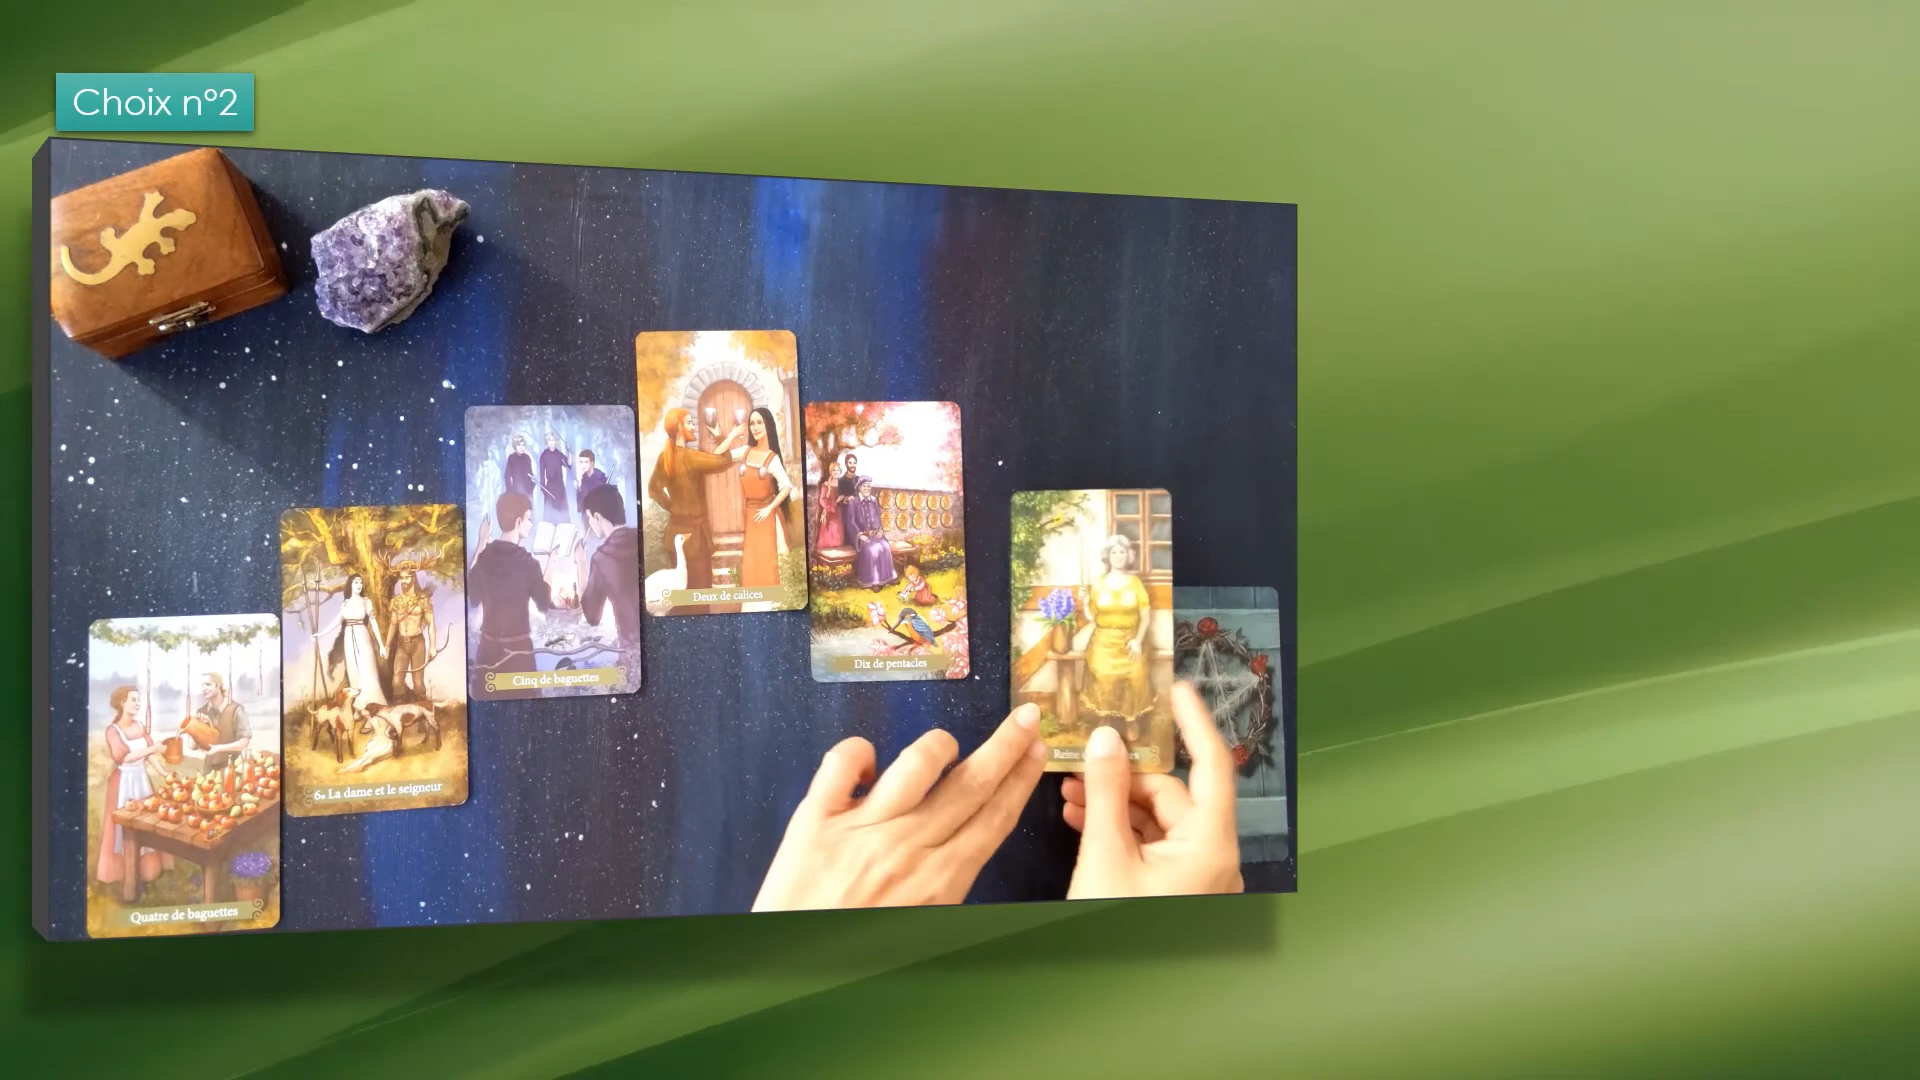 Choix n°2
Deux de calices
Dix de pentacles
Cinq de baguettes
Reine
6. La dame et le seigneur
Quatre de baguettes